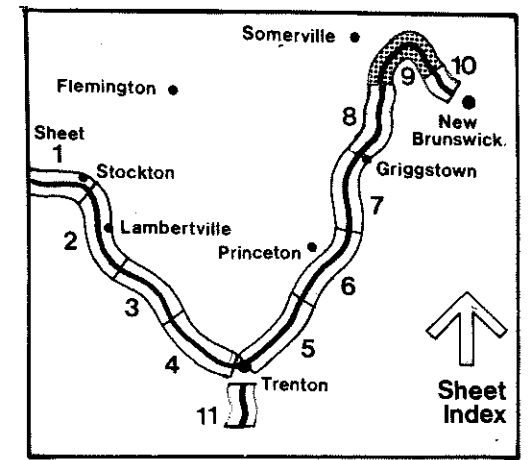 Somerville
10
Flemington
9
8
New
Brunswick.
Sheet
1
Stockton
Griggstown
7
2
Lambertville
Princeton
6
3
5
4
Trenton
11
Sheet
Index